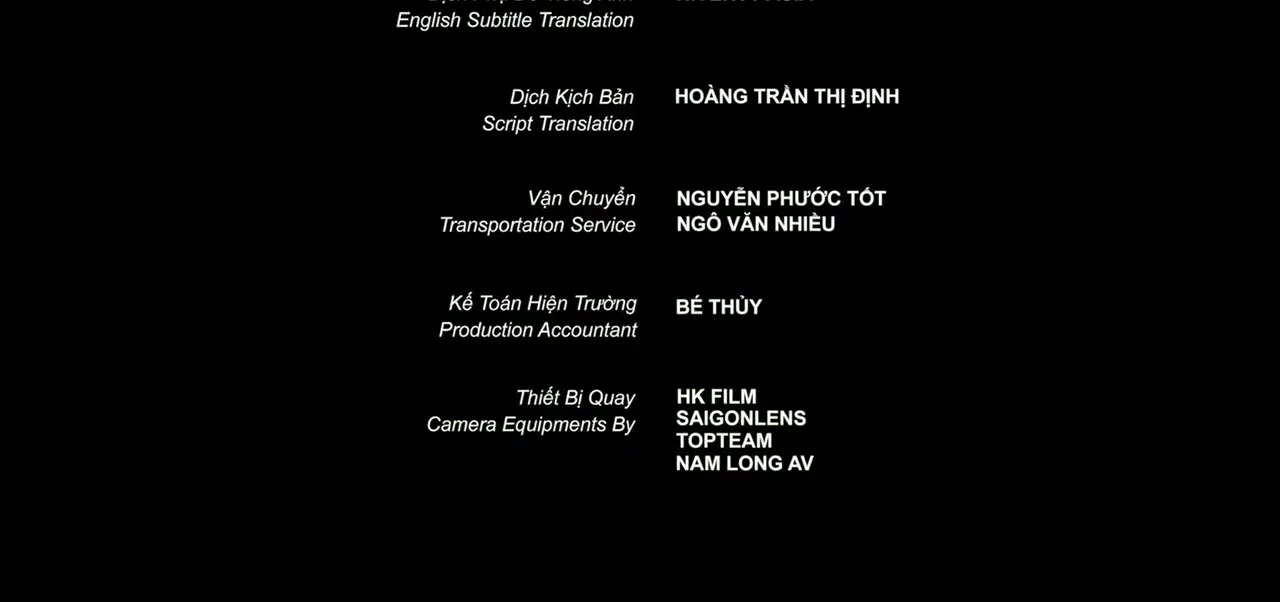 English Subtitle Translation
Dịch Kịch Bản
Script Translation
HOÀNG TRẦN THỊ ĐỊNH
Vận Chuyển
Transportation Service
NGUYỄN PHƯỚC TỐT
NGÔ VĂN NHIỀU
Kế Toán Hiện Trường
Production Accountant
BÉ THỦY
Thiết Bị Quay
Camera Equipments By
HK FILM
SAIGONLENS
TOPTEAM
NAM LONG AV